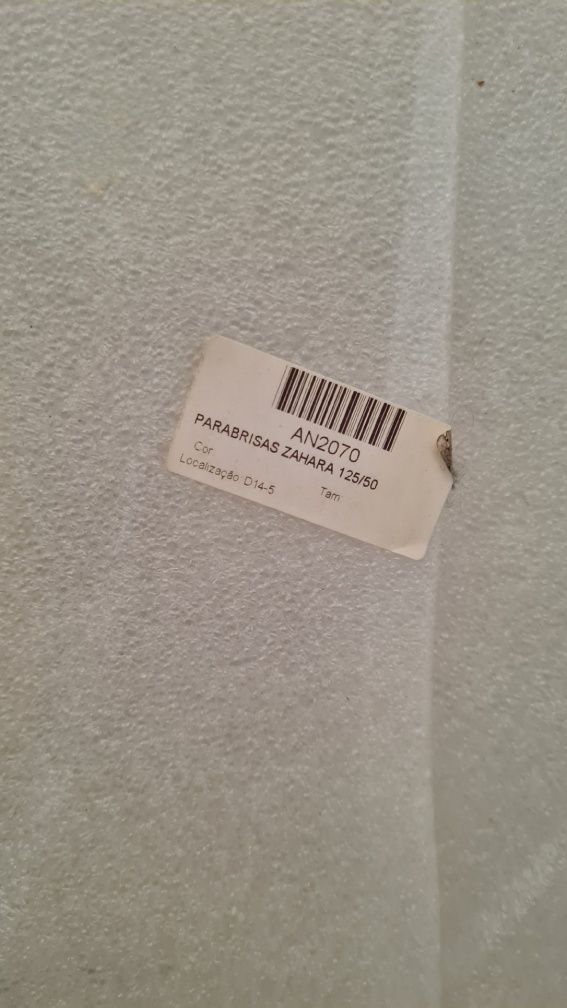 AN2070
PARABRISAS ZAHARA 125/50
Cor
Localização D14-5 Tam